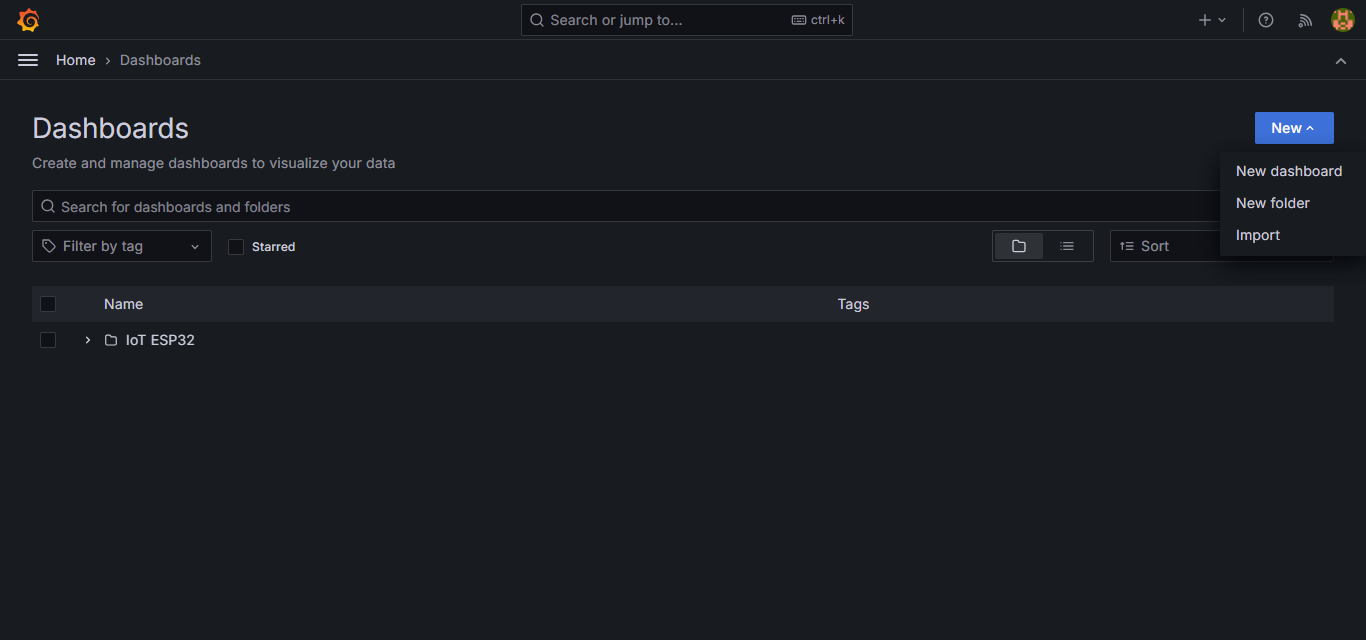 Search or jump to... ctrl+k
Home › Dashboards
Dashboards
New
Create and manage dashboards to visualize your data
New dashboard
New folder
Import
Search for dashboards and folders
Filter by tag
Starred
Sort
Name Tags
IoT ESP32